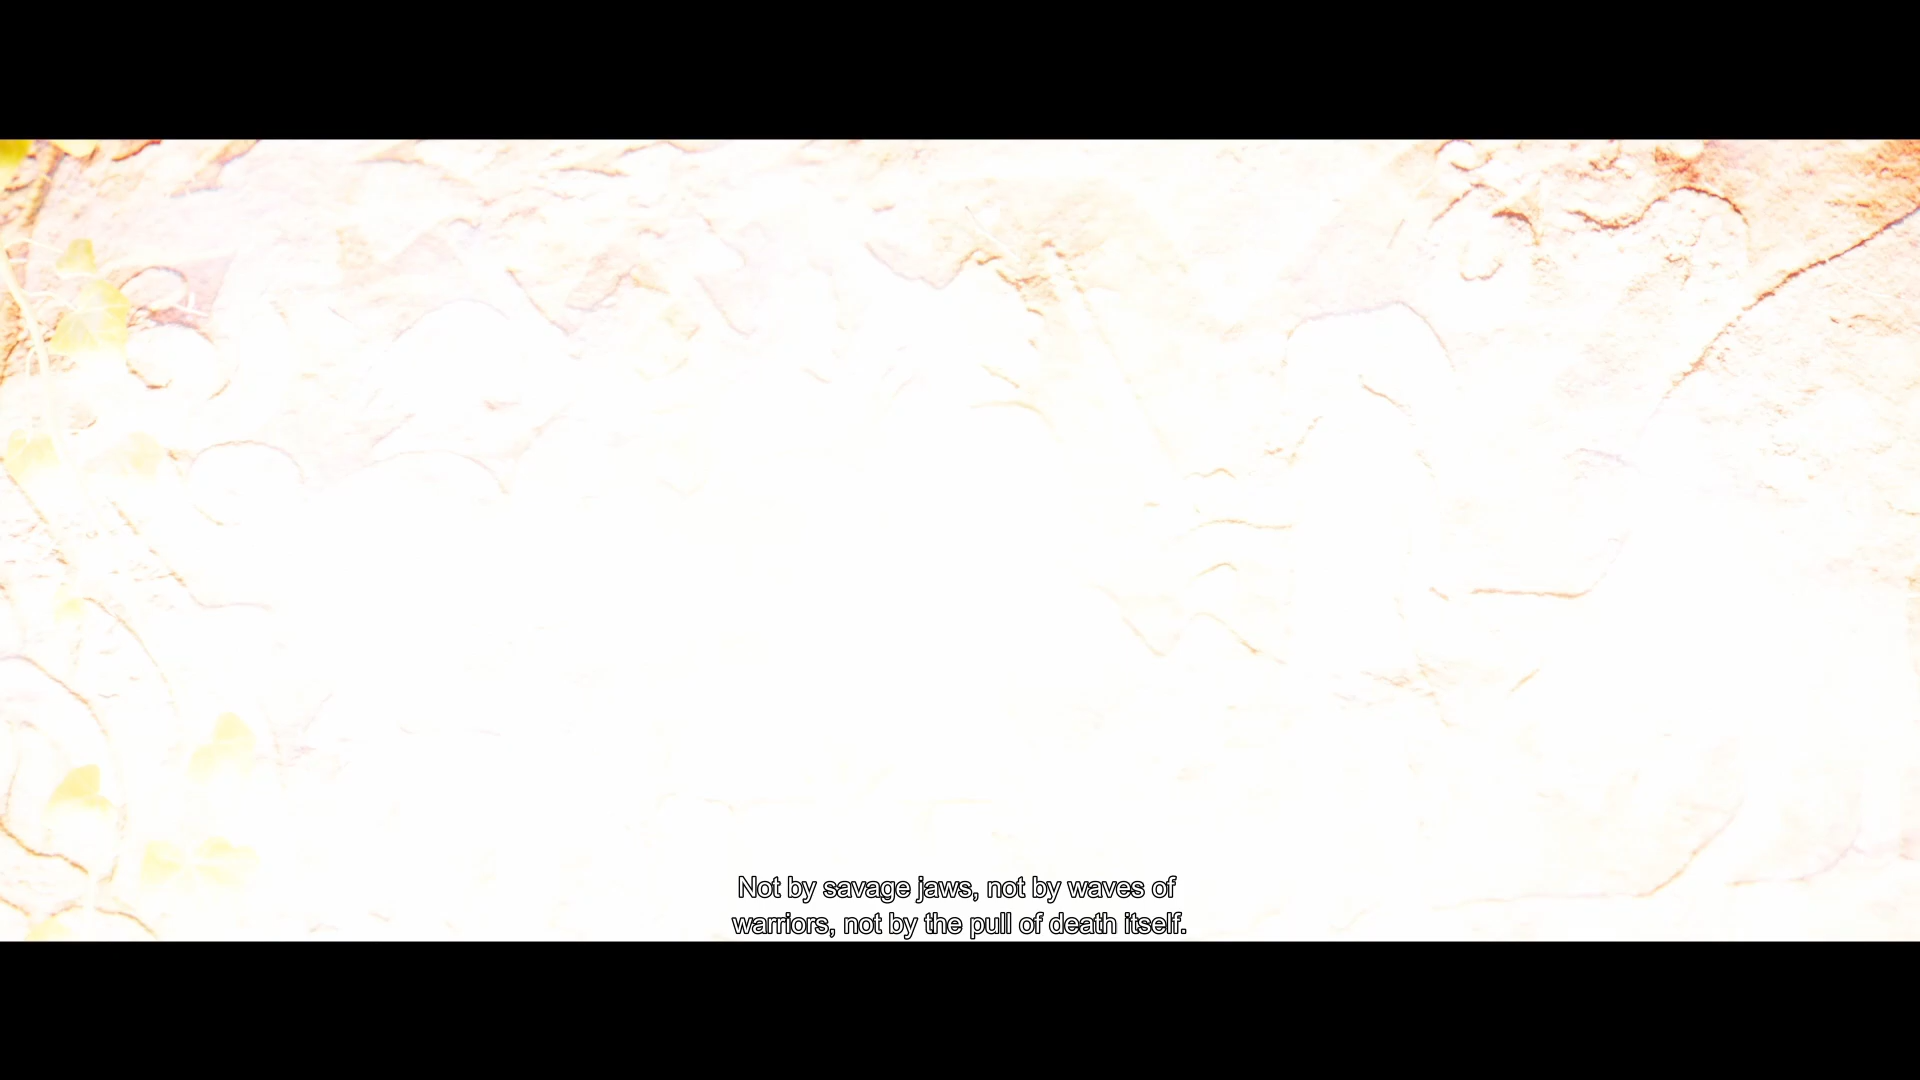 Not by savage jaws, not by waves of
warriors, not by the pull of death itself.